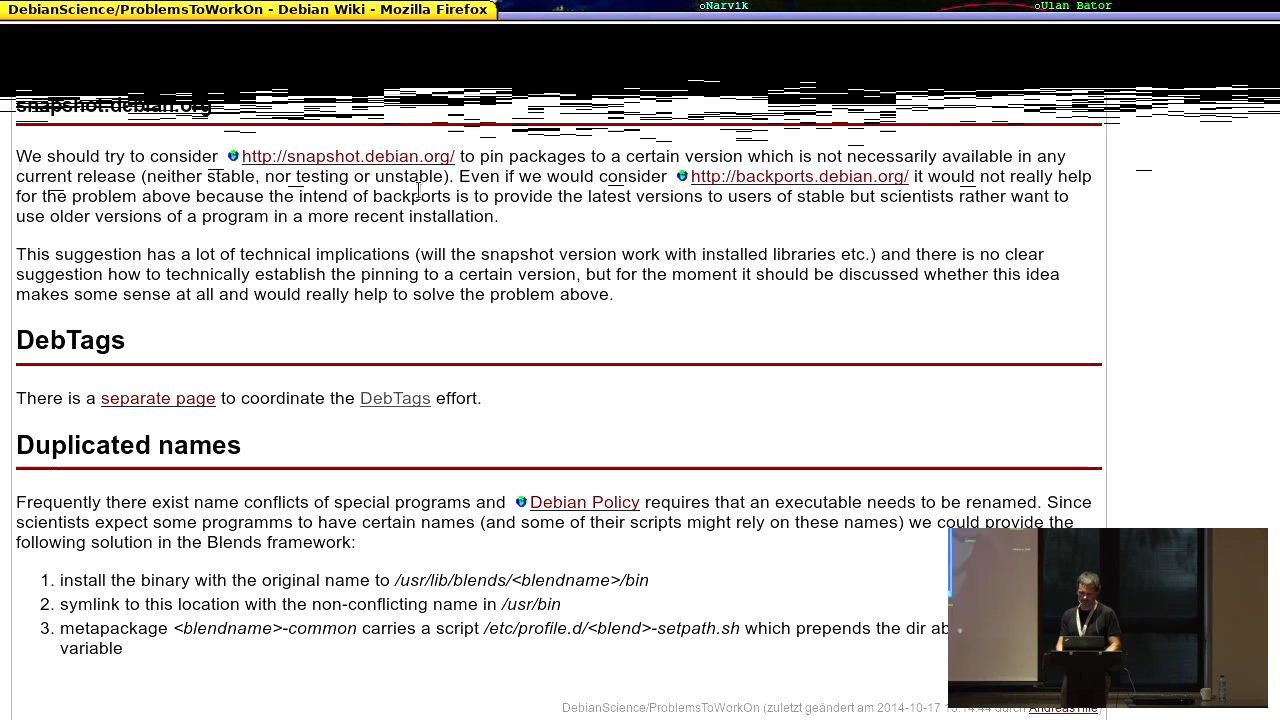 DebianScience/ProblemsToWorkOn - Debian Wiki - Mozilla Firefox
Narvik
Ulan Bator
snapshot.debian.org
We should try to consider http://snapshot.debian.org/ to pin packages to a certain version which is not necessarily available in any
current release (neither stable, nor testing or unstable). Even if we would consider http://backports.debian.org/ it would not really help
for the problem above because the intend of backports is to provide the latest versions to users of stable but scientists rather want to
use older versions of a program in a more recent installation.
This suggestion has a lot of technical implications (will the snapshot version work with installed libraries etc.) and there is no clear
suggestion how to technically establish the pinning to a certain version, but for the moment it should be discussed whether this idea
makes some sense at all and would really help to solve the problem above.
DebTags
There is a separate page to coordinate the DebTags effort.
Duplicated names
Frequently there exist name conflicts of special programs and Debian Policy requires that an executable needs to be renamed. Since
scientists expect some programms to have certain names (and some of their scripts might rely on these names) we could provide the
following solution in the Blends framework:
1. install the binary with the original name to /usr/lib/blends/<blendname>/bin
2. symlink to this location with the non-conflicting name in /usr/bin
3. metapackage <blendname>-common carries a script /etc/profile.d/<blend>-setpath.sh which prepends the dir ab
variable
DebianScience/ProblemsToWorkOn (zuletzt geändert am 2014-10-17